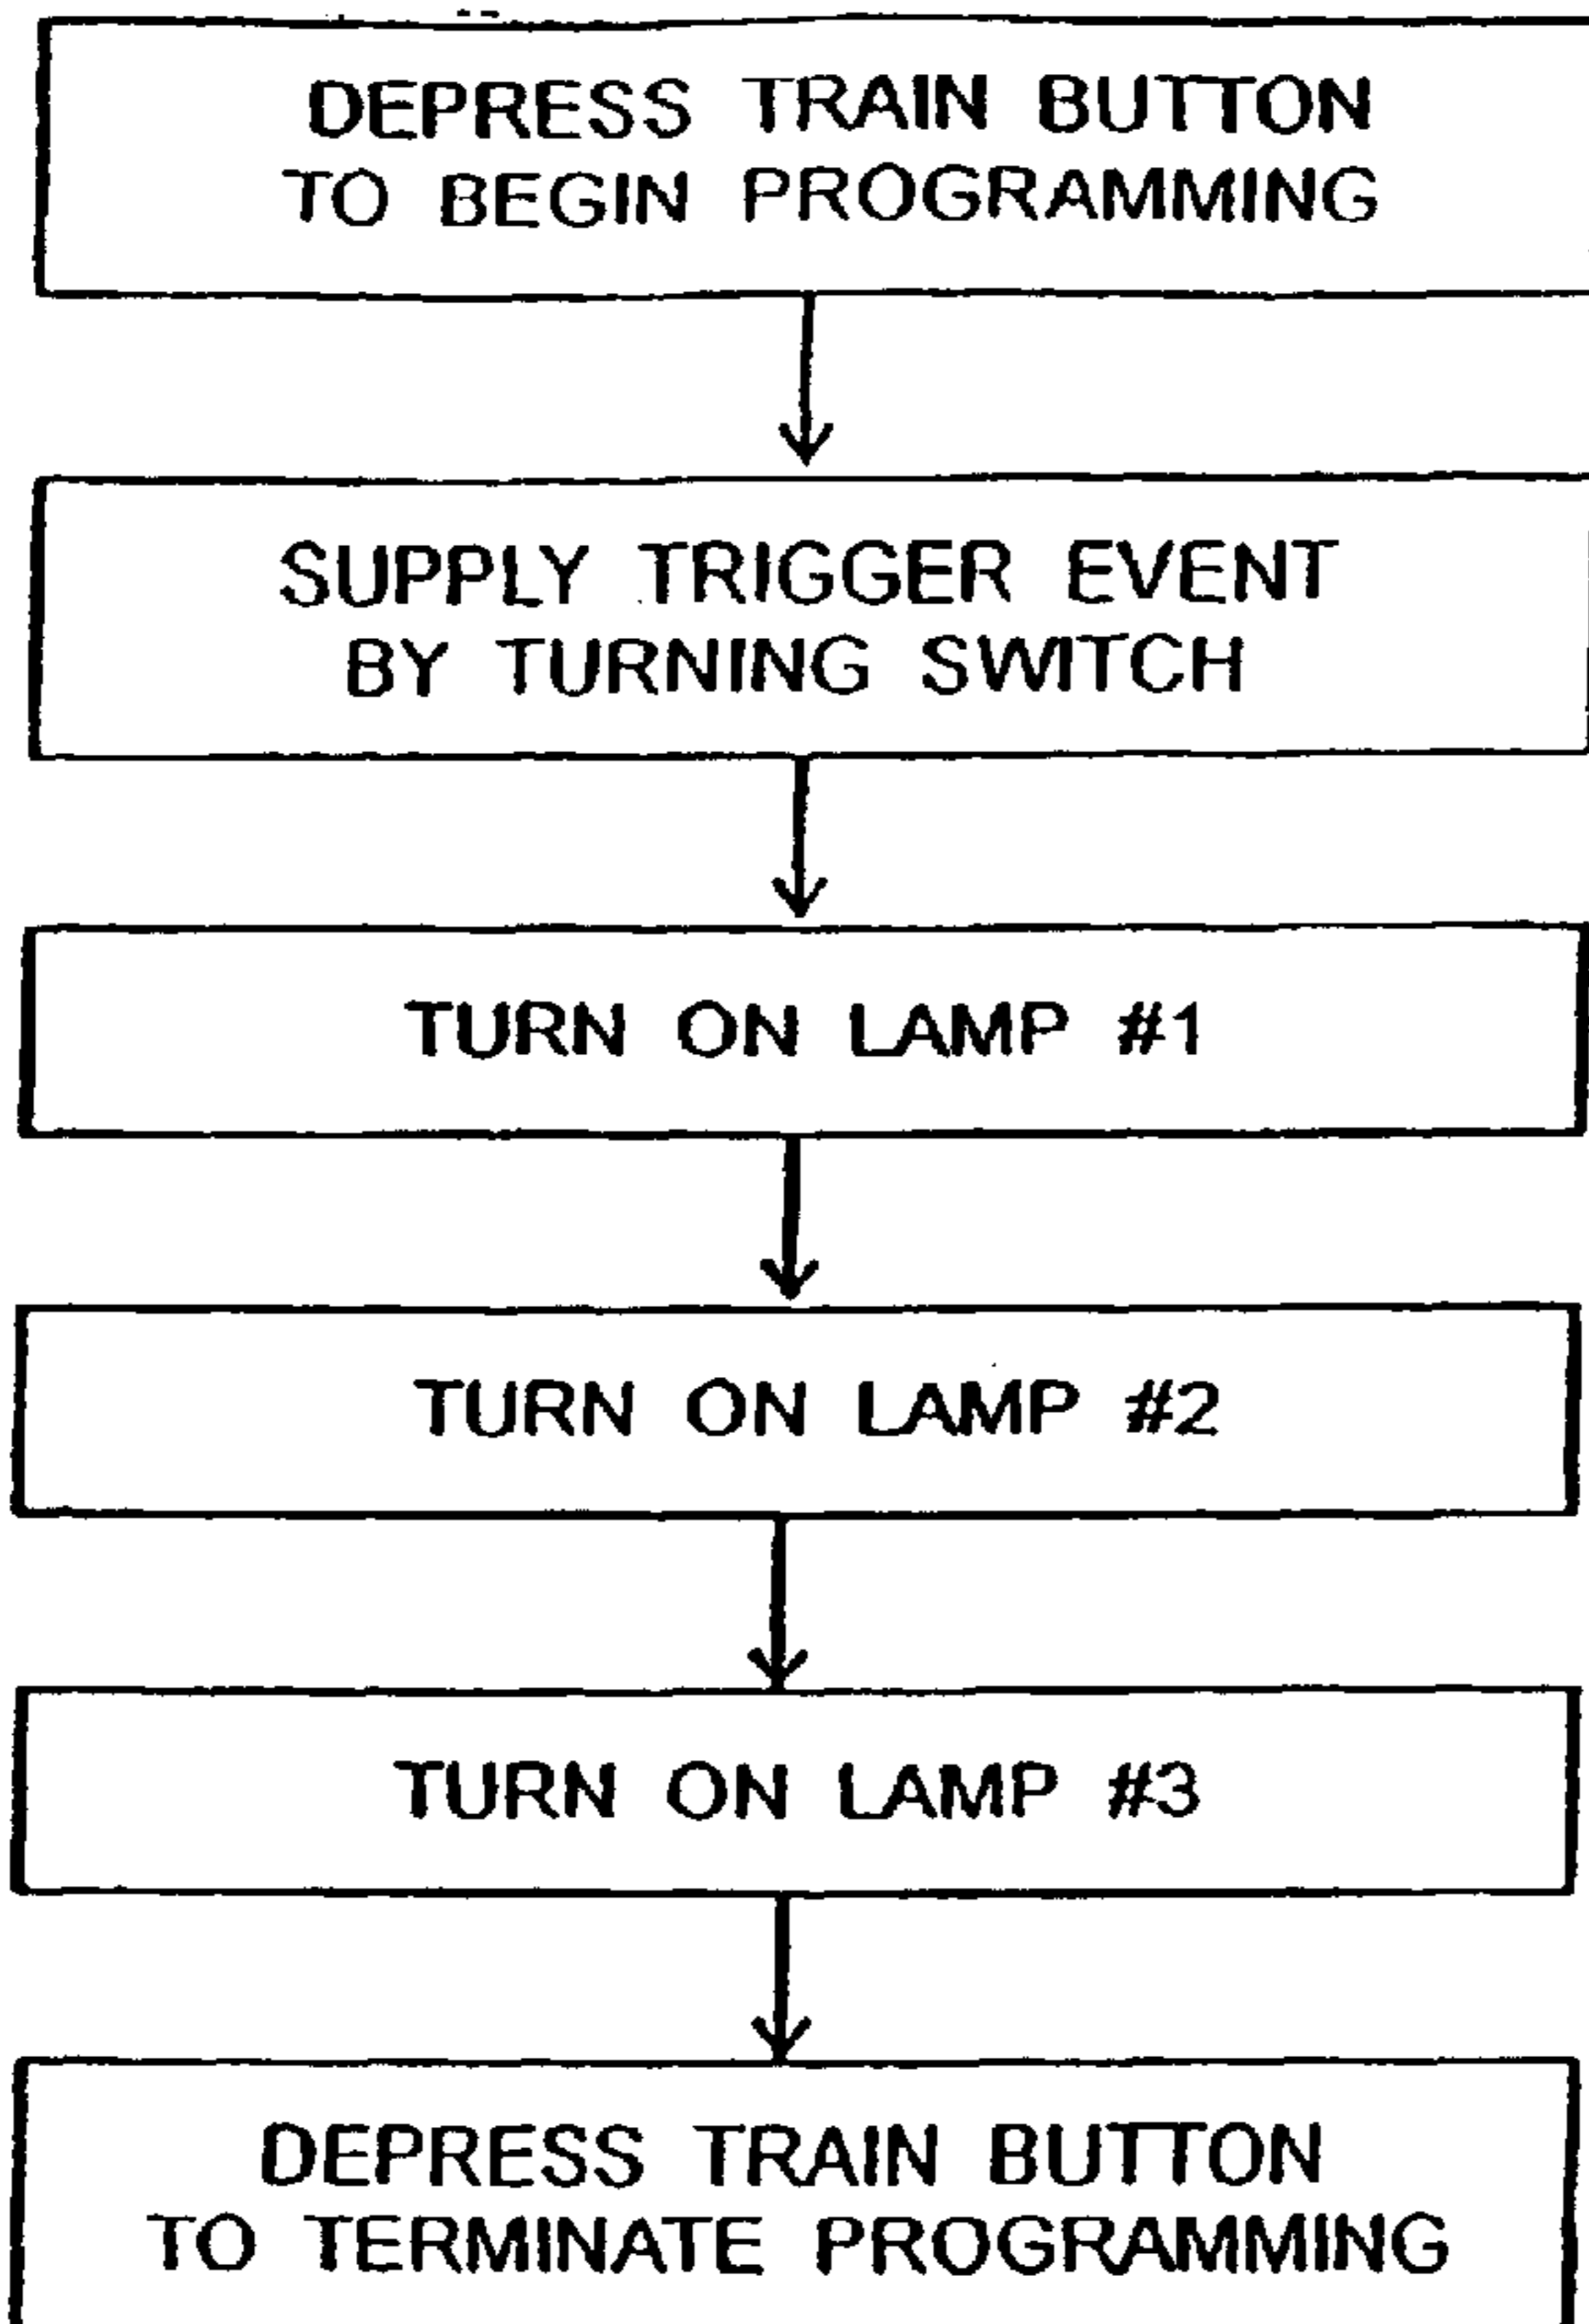 DEPRESS TRAIN BUTTON
TO BEGIN PROGRAMMING
SUPPLY TRIGGER EVENT
BY TURNING SWITCH
TURN ON LAMP #1
TURN ON LAMP #2
TURN ON LAMP #3
DEPRESS TRAIN BUTTON
TO TERMINATE PROGRAMMING